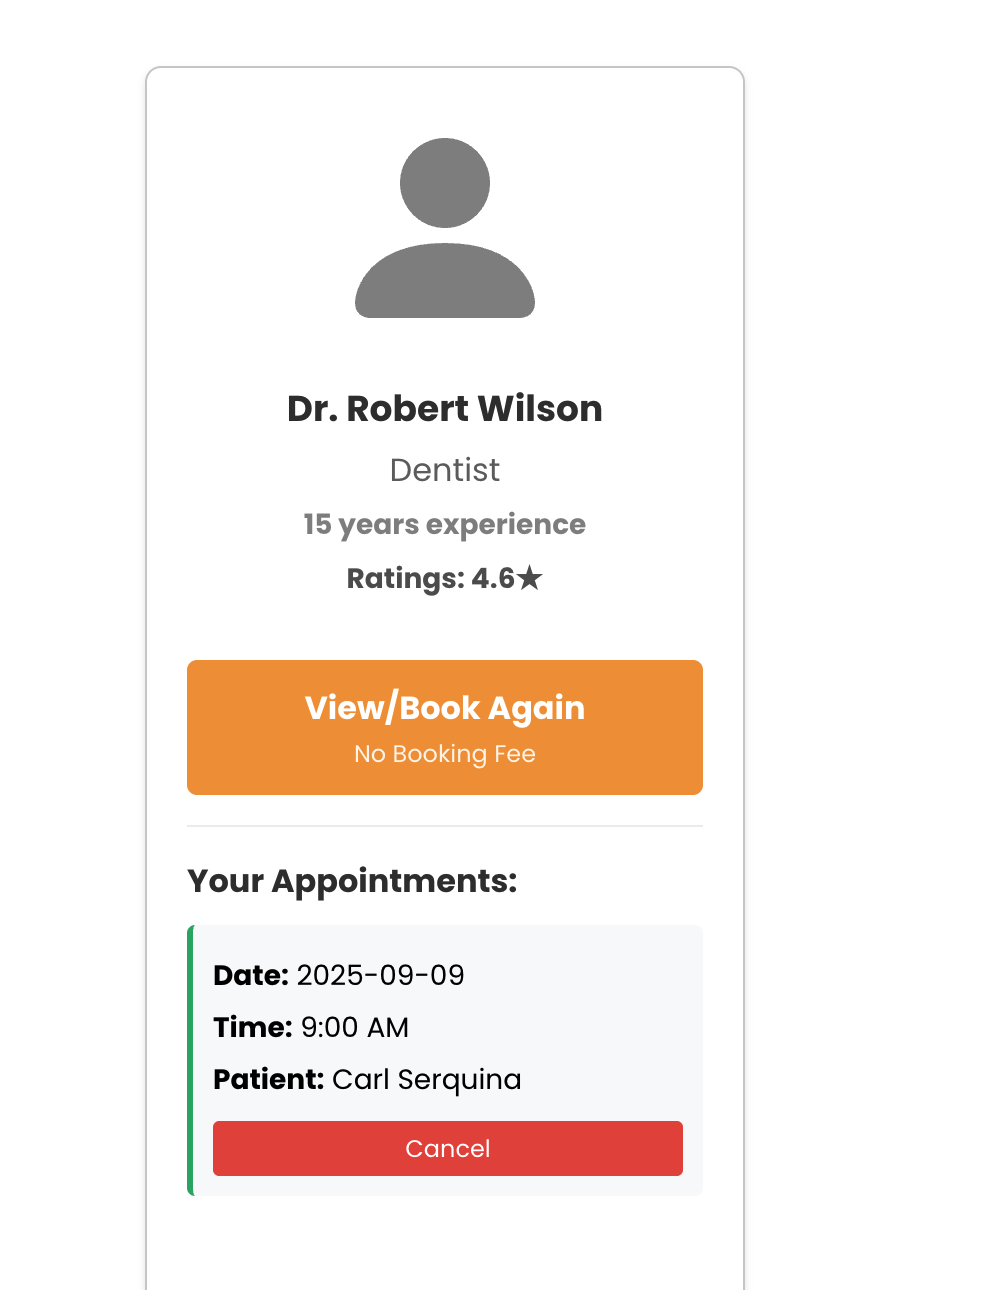 Dr. Robert Wilson
Dentist
15 years experience
Ratings: 4.6★
View/Book Again
No Booking Fee
Your Appointments:
Date: 2025-09-09
Time: 9:00 AM
Patient: Carl Serquina
Cancel